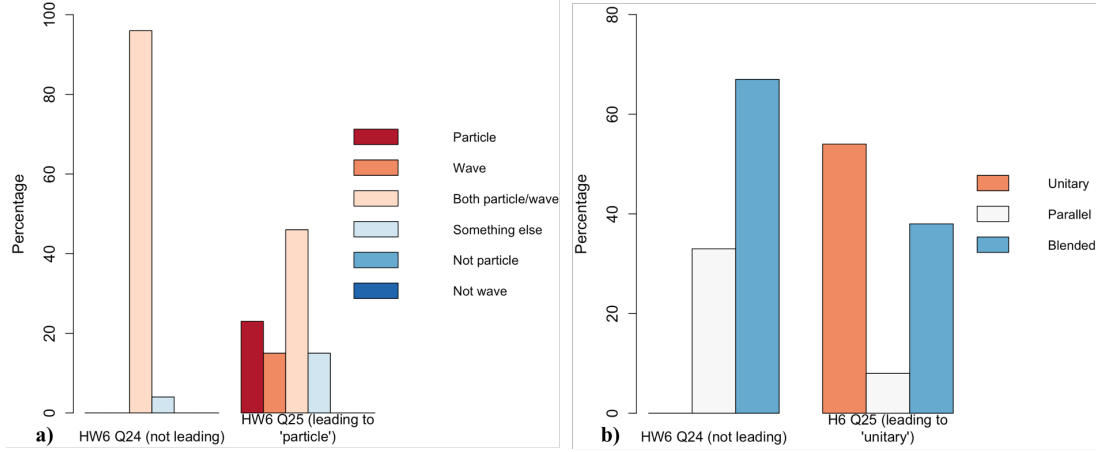 100
80
60
40
20
0
Percentage
Particle
Wave
Both particle/wave
Something else
Not particle
Not wave
a)
HW6 Q24 (not leading)
HW6 Q25 (leading to
'particle')
80
60
40
20
0
Percentage
Unitary
Parallel
Blended
b)
HW6 Q24 (not leading)
H6 Q25 (leading to
'unitary')